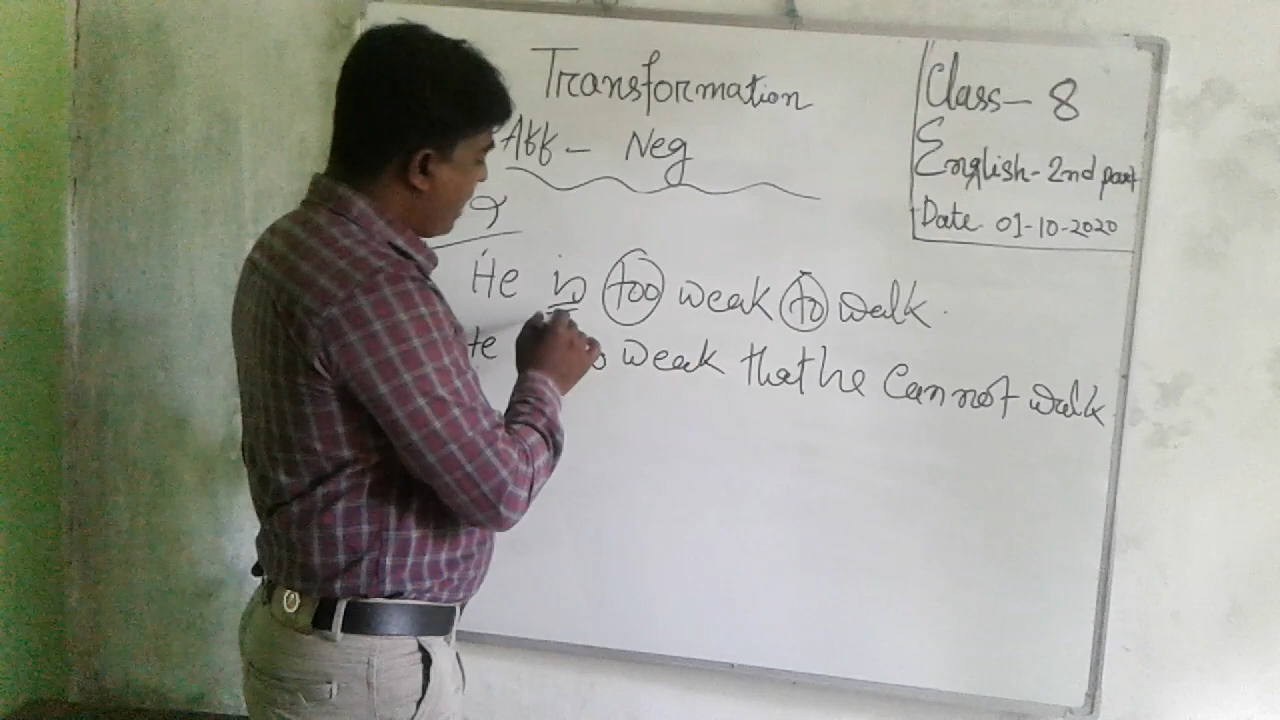 Transformation
Aff - Neg
Class - 8
English - 2nd part
Date 01-10-2020
He is too weak to walk.
He weak that he cannot walk